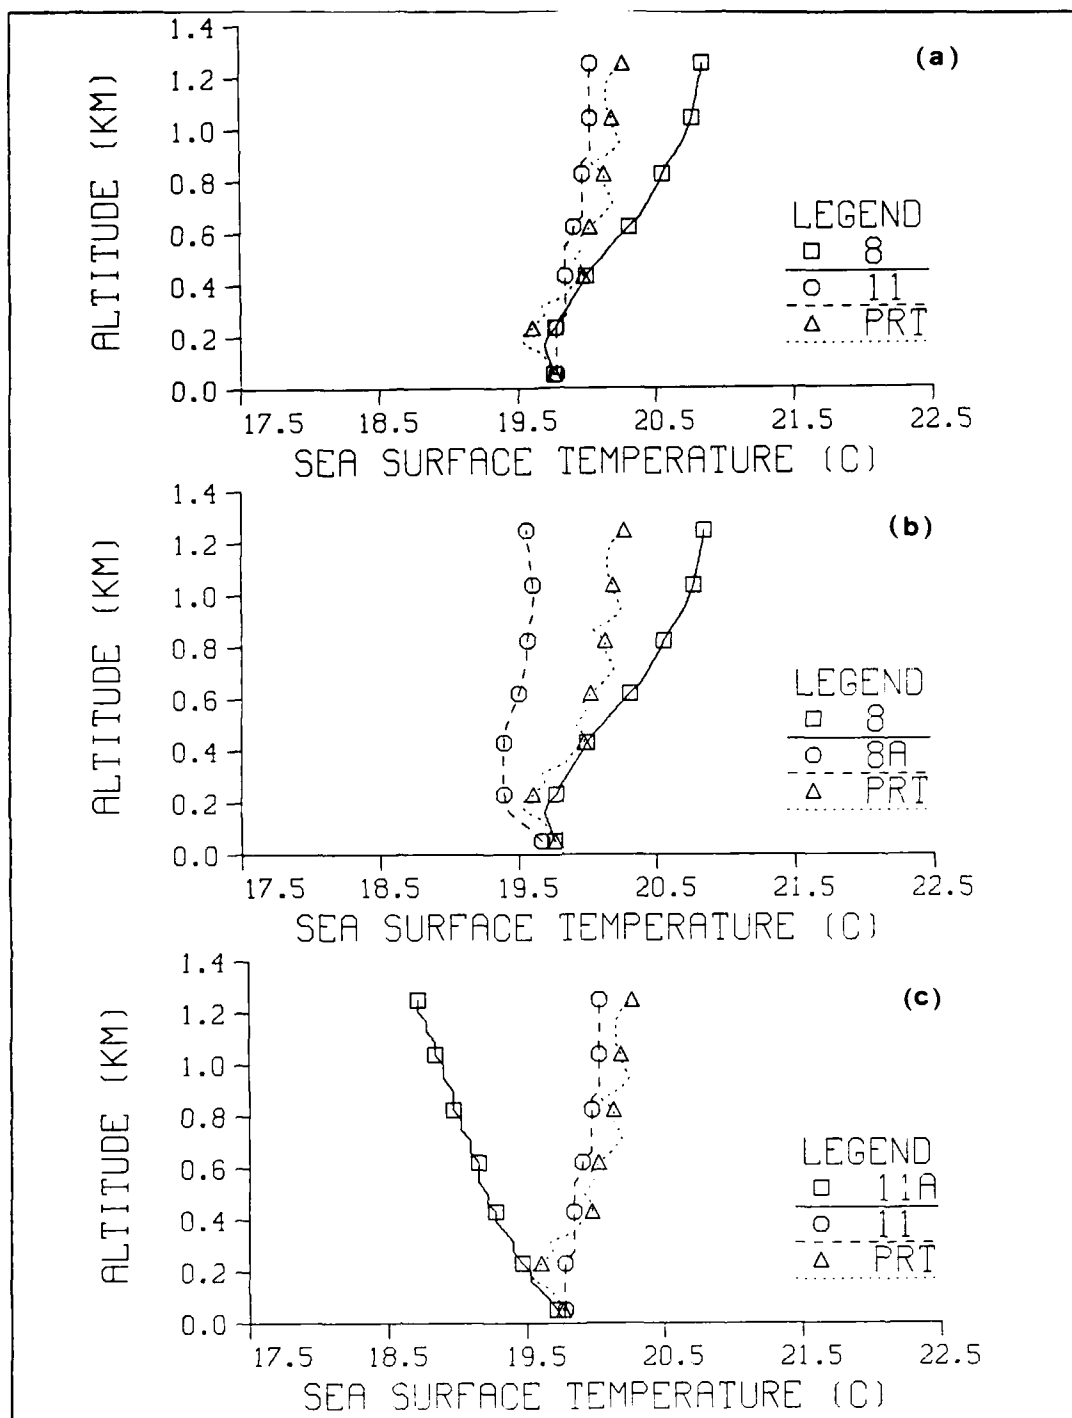 (a)
ALTITUDE (KM)
1.4
1.2
1.0
0.8
0.6
0.4
0.2
0.0
17.5 18.5 19.5 20.5 21.5 22.5
SEA SURFACE TEMPERATURE (C)
LEGEND
8
11
PRT
(b)
ALTITUDE (KM)
1.4
1.2
1.0
0.8
0.6
0.4
0.2
0.0
17.5 18.5 19.5 20.5 21.5 22.5
SEA SURFACE TEMPERATURE (C)
LEGEND
8
8A
PRT
(c)
ALTITUDE (KM)
1.4
1.2
1.0
0.8
0.6
0.4
0.2
0.0
17.5 18.5 19.5 20.5 21.5 22.5
SEA SURFACE TEMPERATURE (C)
LEGEND
11A
11
PRT